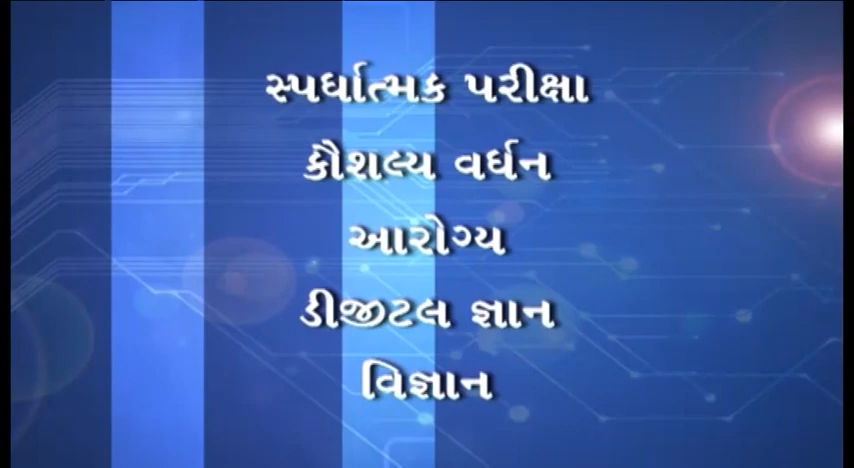 સ્પર્ધાત્મક પરીક્ષા
કૌશલ્ય વર્ધન
આરોગ્ય
ડીજીટલ જ્ઞાન
વિજ્ઞાન